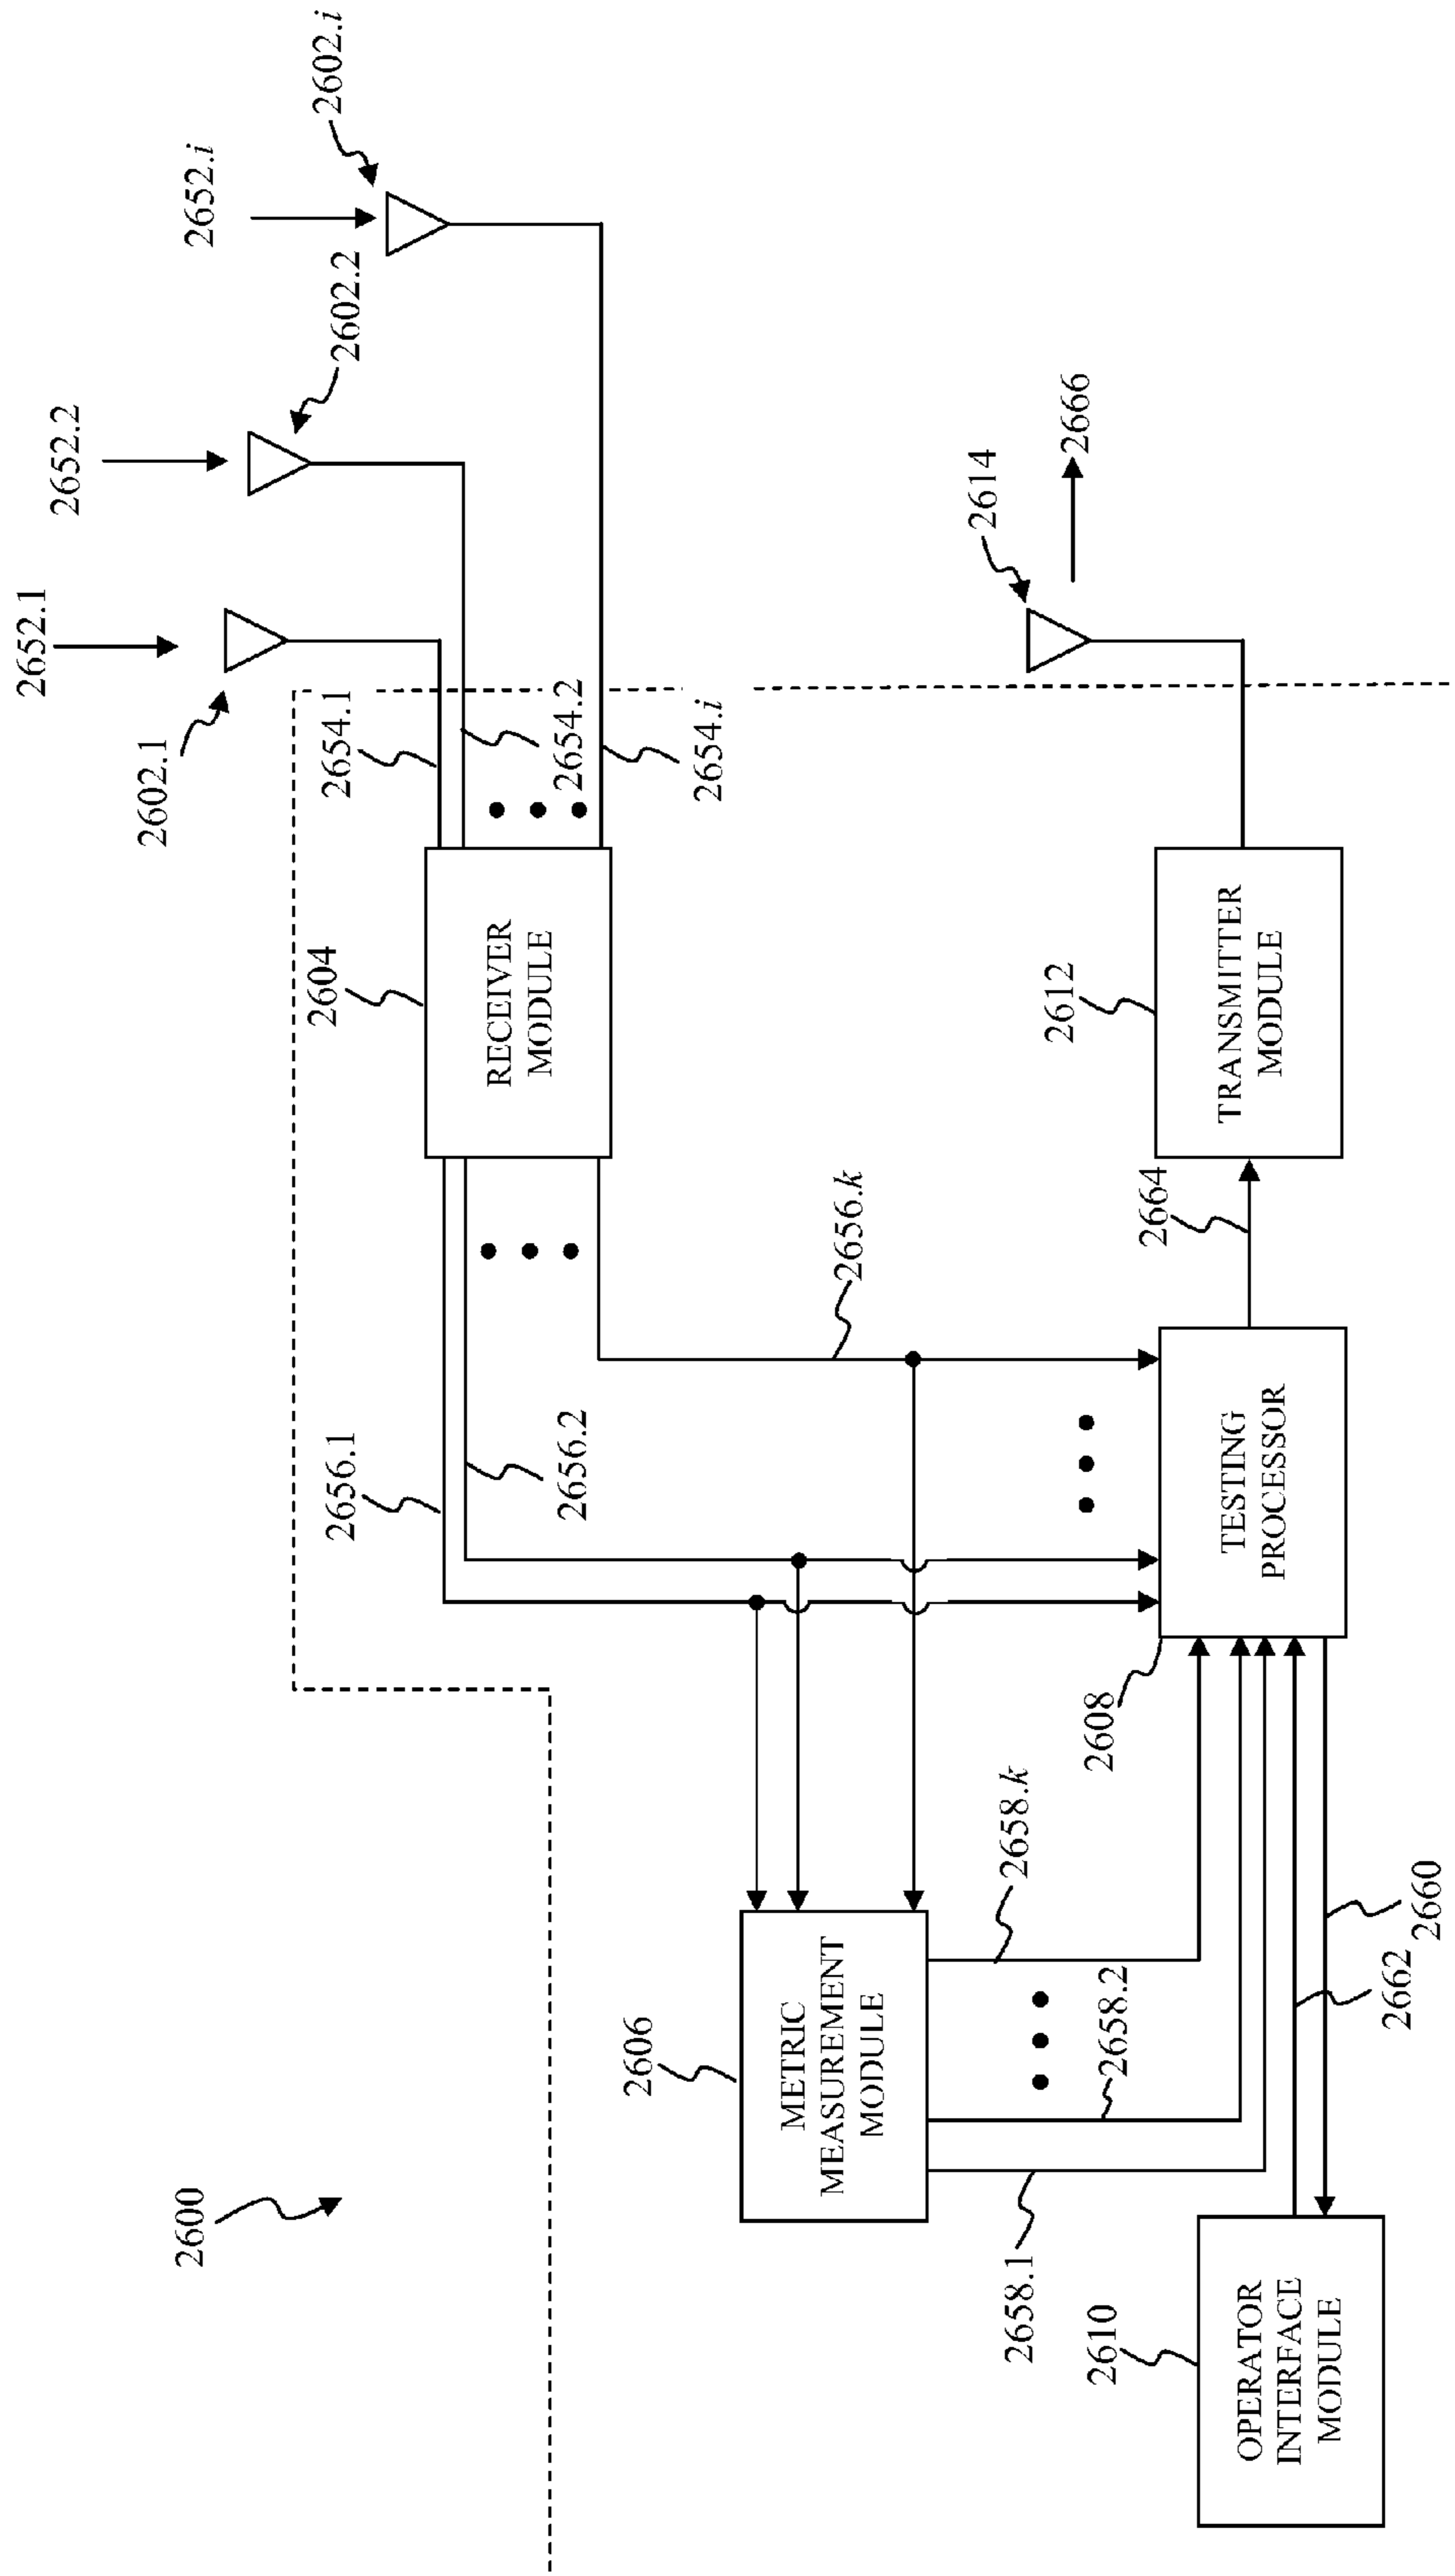 2600
2652.1
2652.2
2652.i
2602.1
2602.2
2602.i
2654.1
2654.2
2654.i
2604
RECEIVER
MODULE
2656.1
2656.2
2656.k
2606
METRIC
MEASUREMENT
MODULE
2658.1
2658.2
2658.k
2608
TESTING
PROCESSOR
2610
OPERATOR
INTERFACE
MODULE
2662
2660
2664
2612
TRANSMITTER
MODULE
2614
2666